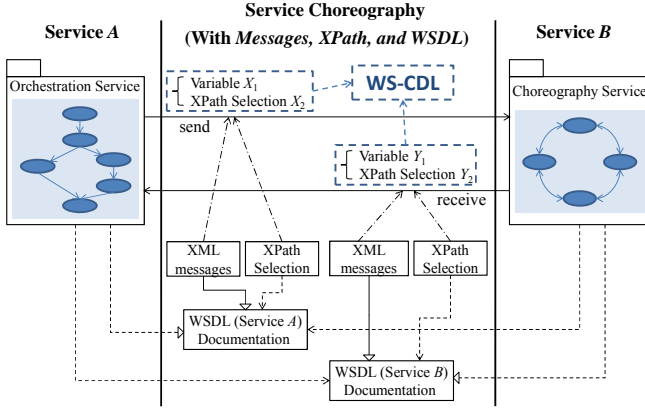 Service Choreography
Service A
(With Messages, XPath, and WSDL)
Service B
Orchestration Service
Variable X1
XPath Selection X2
WS-CDL
Choreography Service
send
Variable Y1
XPath Selection Y2
receive
XML
messages
XPath
Selection
XML
messages
XPath
Selection
WSDL (Service A)
Documentation
WSDL (Service B)
Documentation